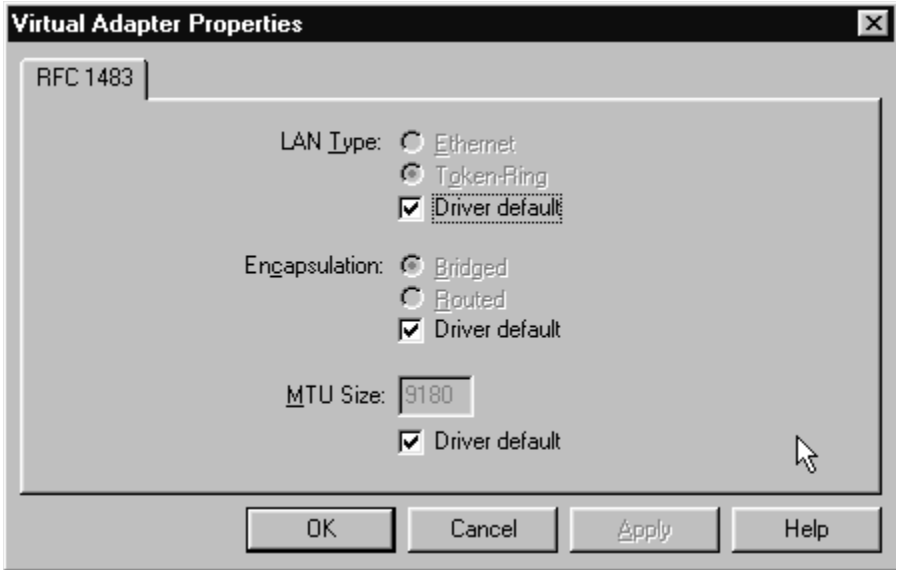 Virtual Adapter Properties
RFC 1483
LAN Type: Ethernet
Token-Ring
Driver default
Encapsulation: Bridged
Routed
Driver default
MTU Size: 9180
Driver default
OK Cancel Apply Help